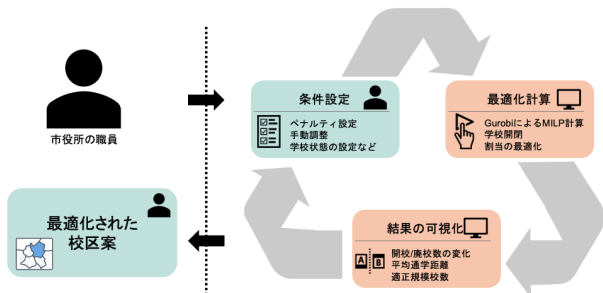 市役所の職員
条件設定
ペナルティ設定
手動調整
学校状態の設定など
最適化計算
GurobiによるMILP計算
学校開閉
割当の最適化
結果の可視化
A B
開校/廃校数の変化
平均通学距離
適正規模校数
最適化された
校区案